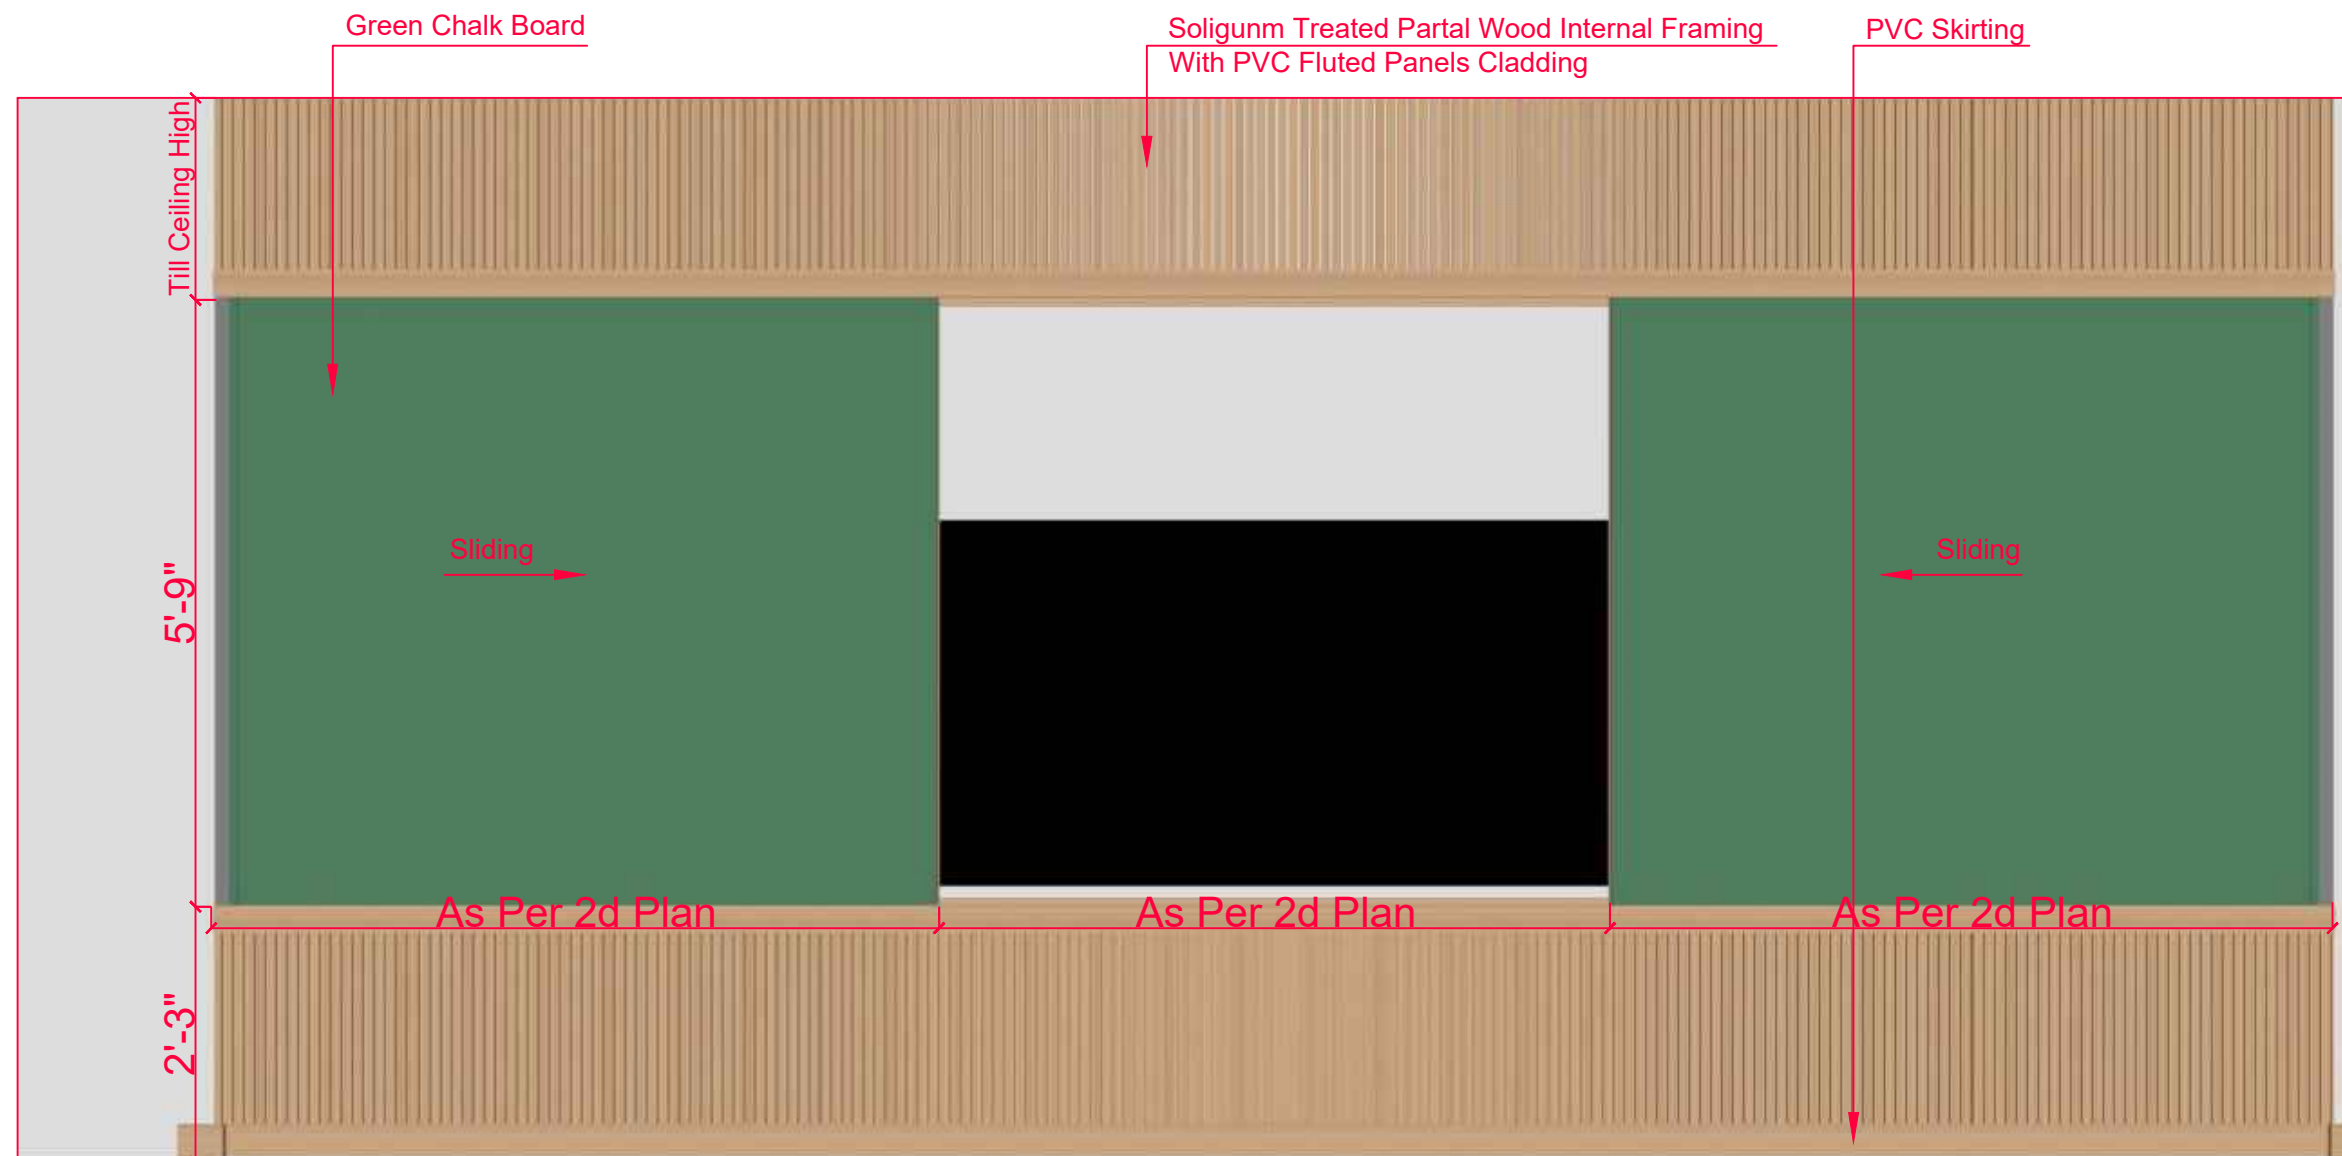 Green Chalk Board
Soligunm Treated Partal Wood Internal Framing
With PVC Fluted Panels Cladding
PVC Skirting
Till Ceiling High
Sliding
Sliding
5'-9"
As Per 2d Plan
As Per 2d Plan
As Per 2d Plan
2'-3"